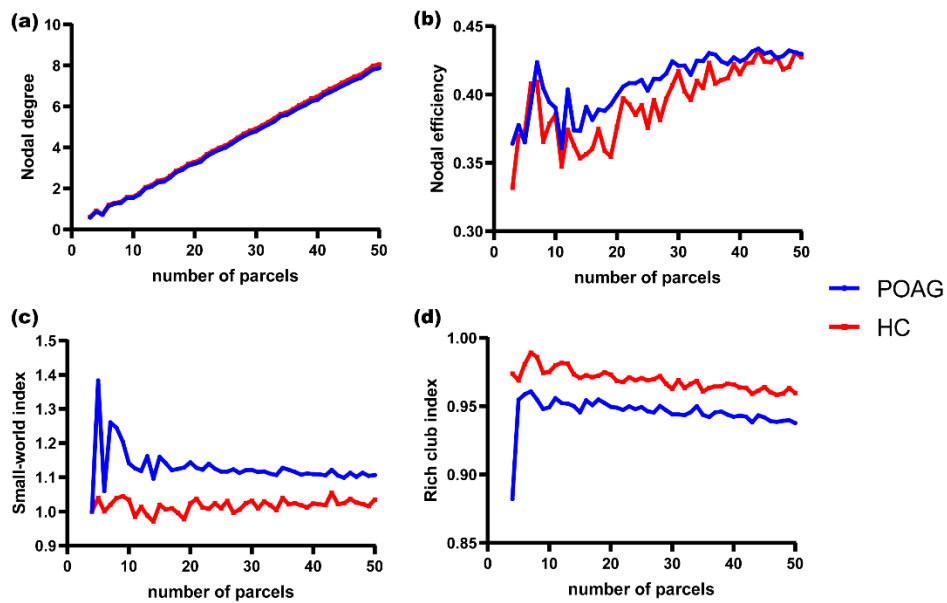 (a)
Nodal degree
10
8
6
4
2
0
0 10 20 30 40 50
number of parcels
(b)
Nodal efficiency
0.45
0.40
0.35
0.30
0 10 20 30 40 50
number of parcels
POAG
HC
(c)
Small-world index
1.5
1.4
1.3
1.2
1.1
1.0
0.9
0 10 20 30 40 50
number of parcels
(d)
Rich club index
1.00
0.95
0.90
0.85
0 10 20 30 40 50
number of parcels